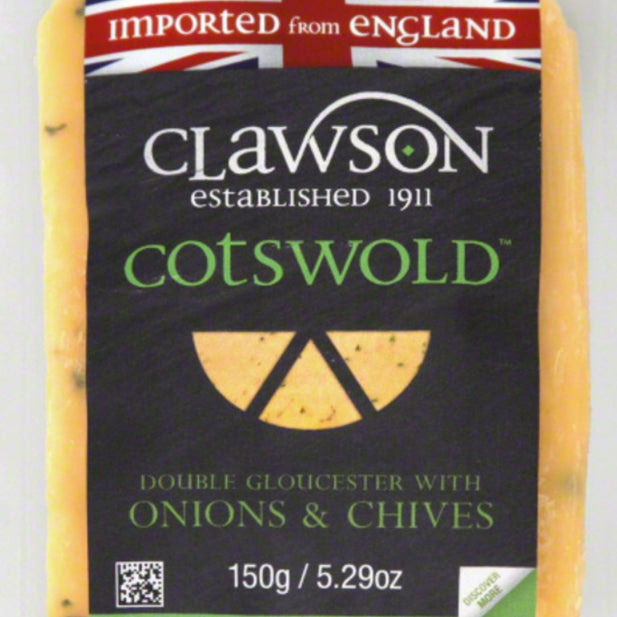 IMPORTED from ENGLAND
CLAWSON
ESTABLISHED 1911
COTSWOLD™
DOUBLE GLOUCESTER WITH
ONIONS & CHIVES
150g / 5.29oz
DISCOVER
MORE